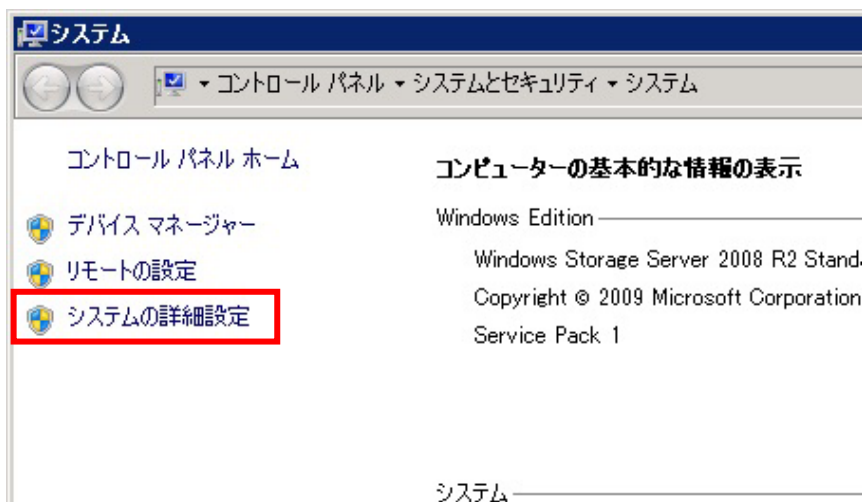 システム
コントロール パネル システムとセキュリティ システム
コントロール パネル ホーム
デバイス マネージャー
リモートの設定
システムの詳細設定
コンピューターの基本的な情報の表示
Windows Edition
Windows Storage Server 2008 R2
Copyright © 2009 Microsoft Corporation
Service Pack 1
システム